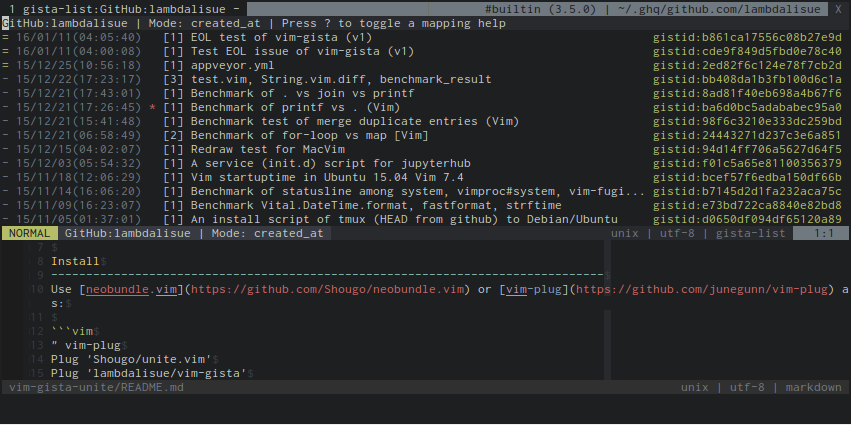 1 gista-list:GitHub:lambdalisue - #builtin (3.5.0) | ~/.ghq/github.com/lambdalisue X
GitHub:lambdalisue | Mode: created_at | Press ? to toggle a mapping help
= 16/01/11(04:05:40) [1] EOL test of vim-gista (v1) gistid:b861ca17556c08b27e9d
= 16/01/11(04:00:08) [1] Test EOL issue of vim-gista (v1) gistid:cde9f849d5fbd0e78c40
= 15/12/25(10:56:18) [1] appveyor.yml gistid:2ed82f6c124e78f7cb2d
- 15/12/22(17:23:17) [3] test.vim, String.vim.diff, benchmark_result gistid:bb408da1b3fb100d6c1a
- 15/12/21(17:43:01) [1] Benchmark of . vs join vs printf gistid:8ad81f40eb698a4b67f6
- 15/12/21(17:26:45) * [1] Benchmark of printf vs . (Vim) gistid:ba6d0bc5adababec95a0
- 15/12/21(15:41:48) [1] Benchmark test of merge duplicate entries (Vim) gistid:98f6c3210e333dc259bd
- 15/12/21(06:58:49) [2] Benchmark of for-loop vs map [Vim] gistid:24443271d237c3e6a851
- 15/12/15(04:02:07) [1] Redraw test for MacVim gistid:94d14ff706a5627d64f5
- 15/12/03(05:54:32) [1] A service (init.d) script for jupyterhub gistid:f01c5a65e81100356379
- 15/11/18(12:06:29) [1] Vim startuptime in Ubuntu 15.04 Vim 7.4 gistid:bcef57f6edba150df66b
- 15/11/14(16:06:20) [1] Benchmark of statusline among system, vimproc#system, vim-fugi... gistid:b7145d2d1fa232aca75c
- 15/11/09(16:23:07) [1] Benchmark Vital.DateTime.format, fastformat, strftime gistid:e73bd722ca8840e82bd8
- 15/11/05(01:37:01) [1] An install script of tmux (HEAD from github) to Debian/Ubuntu gistid:d0650df094df65120a89
NORMAL GitHub:lambdalisue | Mode: created_at unix | utf-8 | gista-list 1:1
7 $
8 Install$
9 -------------------------------------------------------------------------------$
10 Use [neobundle.vim](https://github.com/Shougo/neobundle.vim) or [vim-plug](https://github.com/junegunn/vim-plug) a
s:$
11 $
12 ```vim$
13 " vim-plug$
14 Plug 'Shougo/unite.vim'$
15 Plug 'lambdalisue/vim-gista'$
vim-gista-unite/README.md unix | utf-8 | markdown